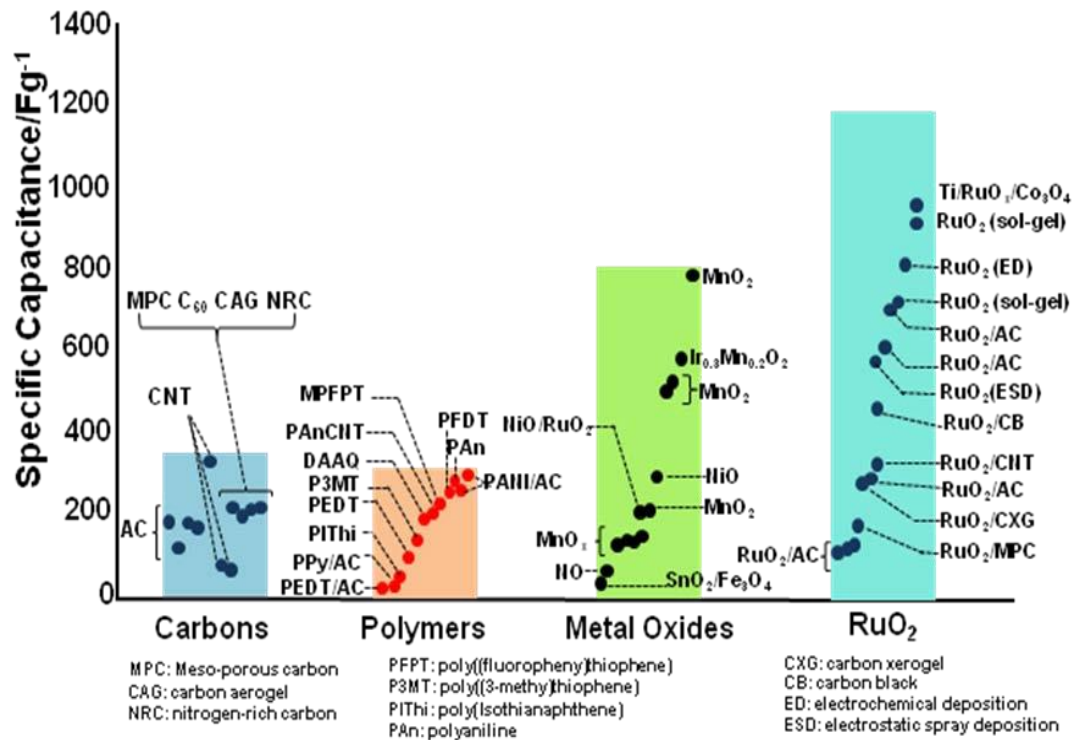 Specific Capacitance/Fg⁻¹
1400
1200
1000
800
600
400
200
0
MPC C₆₀ CAG NRC
CNT
AC
MPFPT
PAnCNT
DAAQ
P3MT
PEDT
PIThi
PPy/AC
PEDT/AC
PFDT
PAn
PANI/AC
NiO/RuO₂
MnOₓ
NO
MnO₂
Ir₀.₃Mn₀.₂O₂
MnO₂
NiO
MnO₂
SnO₂/Fe₃O₄
RuO₂/AC
Ti/RuOₓ/Co₃O₄
RuO₂ (sol-gel)
RuO₂ (ED)
RuO₂ (sol-gel)
RuO₂/AC
RuO₂/AC
RuO₂(ESD)
RuO₂/CB
RuO₂/CNT
RuO₂/AC
RuO₂/CXG
RuO₂/MPC
Carbons
Polymers
Metal Oxides
RuO₂
MPC: Meso-porous carbon
CAG: carbon aerogel
NRC: nitrogen-rich carbon
PFPT: poly((fluoropheny)thiophene)
P3MT: poly((3-methy)thiophene)
PIThi: poly(Isothianaphthene)
PAn: polyaniline
CXG: carbon xerogel
CB: carbon black
ED: electrochemical deposition
ESD: electrostatic spray deposition